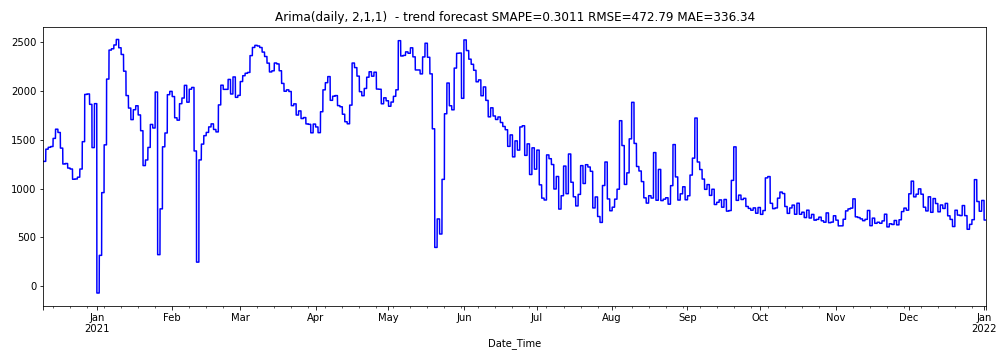 Arima(daily, 2,1,1)  - trend forecast SMAPE=0.3011 RMSE=472.79 MAE=336.34
2500
2000
1500
1000
500
0
Jan Feb Mar Apr May Jun Jul Aug Sep Oct Nov Dec Jan
2021 2022
Date_Time